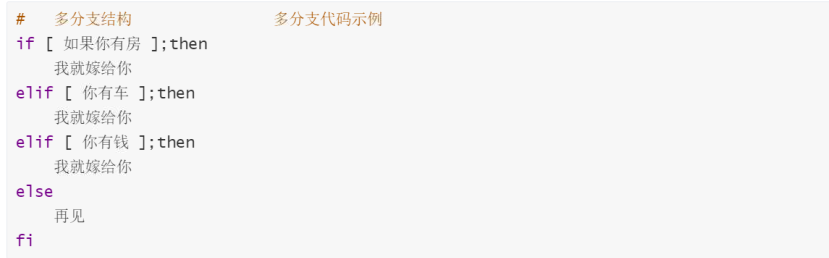 #   多分支结构                多分支代码示例
if [ 如果你有房 ];then
    我就嫁给你
elif [ 你有车 ];then
    我就嫁给你
elif [ 你有钱 ];then
    我就嫁给你
else
    再见
fi